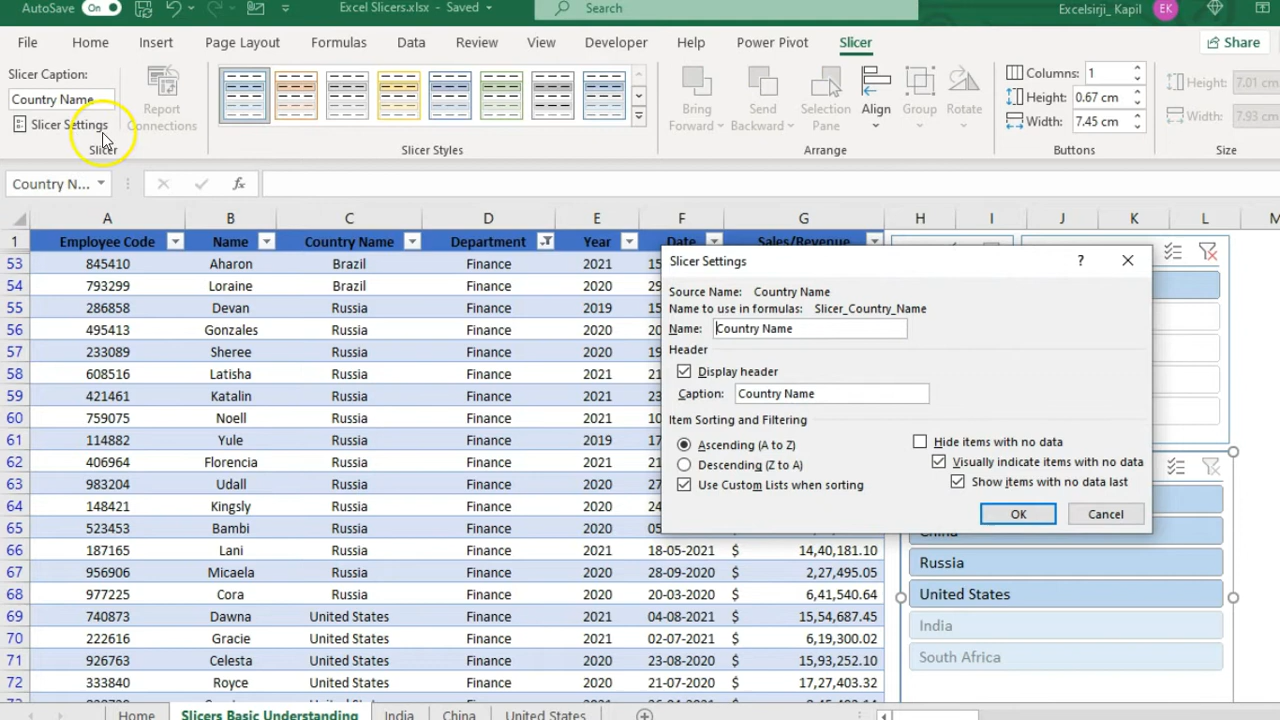 AutoSave On Excel Slicers.xlsx - Saved Search Excelsirji_ Kapil EK
File Home Insert Page Layout Formulas Data Review View Developer Help Power Pivot Slicer Share
Slicer Caption:
Country Name
Slicer Settings
Slicer
Report
Connections
Slicer Styles
Bring
Forward
Send
Backward
Selection
Pane
Align
Group
Rotate
Arrange
Columns: 1
Height: 0.67 cm
Width: 7.45 cm
Buttons
Height: 7.01 cm
Width: 7.93 cm
Size
Country N... fx
A B C D E F G H I J K L M
1 Employee Code Name Country Name Department Year Date Sales/Revenue
53 845410 Aharon Brazil Finance 2021 15
54 793299 Loraine Brazil Finance 2020 29
55 286858 Devan Russia Finance 2019 15
56 495413 Gonzales Russia Finance 2020 20
57 233089 Sheree Russia Finance 2020
58 608516 Latisha Russia Finance 2021 21
59 461421 Katalin Russia Finance 2021 19
60 759075 Noell Russia Finance 2021 10
61 114882 Yule Russia Finance 2019 17
62 406964 Florencia Russia Finance 2021 21
63 983204 Udall Russia Finance 2020 22
64 148421 Kingsly Russia Finance 2020 24
65 523453 Bambi Russia Finance 2020 05
66 187165 Lani Russia Finance 2021 18-05-2021 $ 14,40,181.10
67 956906 Micaela Russia Finance 2020 28-09-2020 $ 2,27,495.05
68 977225 Cora Russia Finance 2020 20-03-2020 $ 6,41,540.64
69 740873 Dawna United States Finance 2021 04-08-2021 $ 15,54,687.45
70 222616 Gracie United States Finance 2021 02-07-2021 $ 6,19,300.02
71 926763 Celesta United States Finance 2020 23-08-2020 $ 15,93,252.10
72 333840 Royce United States Finance 2020 21-07-2020 $ 17,27,403.32
Slicer Settings ?
Source Name: Country Name
Name to use in formulas: Slicer_Country_Name
Name: Country Name
Header
Display header
Caption: Country Name
Item Sorting and Filtering
Ascending (A to Z)
Descending (Z to A)
Use Custom Lists when sorting
Hide items with no data
Visually indicate items with no data
Show items with no data last
OK Cancel
China
Russia
United States
India
South Africa
Home Slicers Basic Understanding India China United States